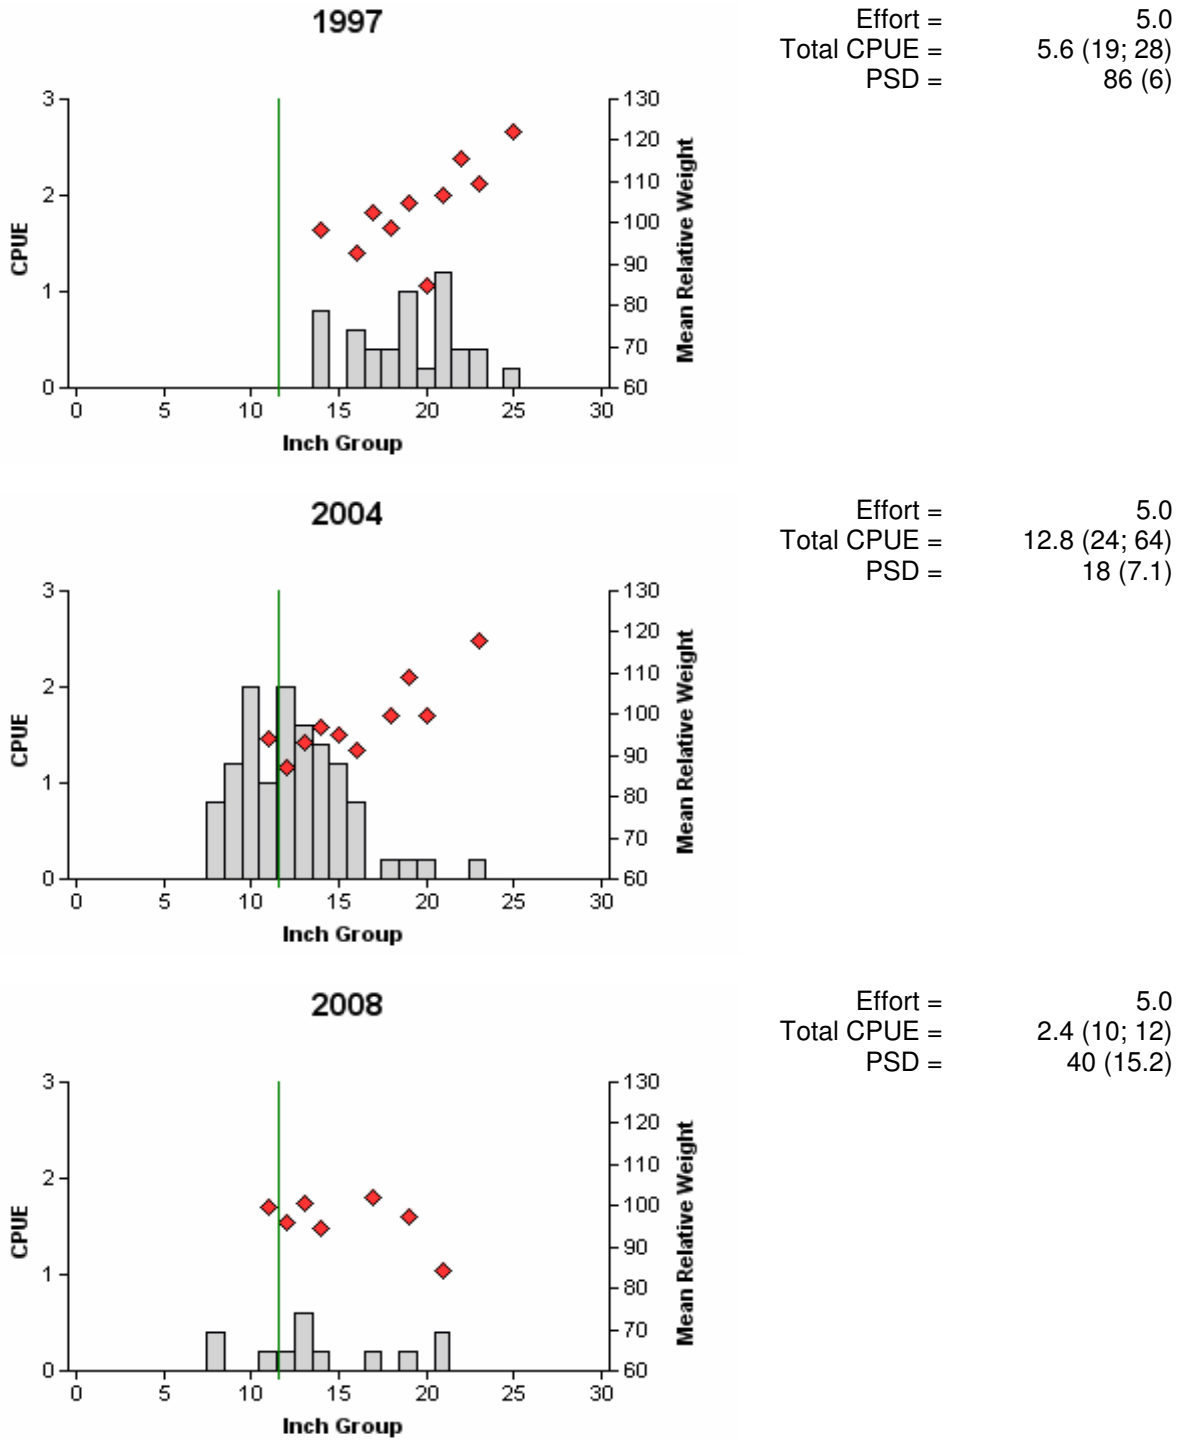 1997
Effort = 5.0
Total CPUE = 5.6 (19; 28)
PSD = 86 (6)
3 130
120
2 110
100
1 90
80
70
0 60
0 5 10 15 20 25 30
CPUE
Mean Relative Weight
Inch Group
2004
Effort = 5.0
Total CPUE = 12.8 (24; 64)
PSD = 18 (7.1)
3 130
120
2 110
100
1 90
80
70
0 60
0 5 10 15 20 25 30
CPUE
Mean Relative Weight
Inch Group
2008
Effort = 5.0
Total CPUE = 2.4 (10; 12)
PSD = 40 (15.2)
3 130
120
2 110
100
1 90
80
70
0 60
0 5 10 15 20 25 30
CPUE
Mean Relative Weight
Inch Group